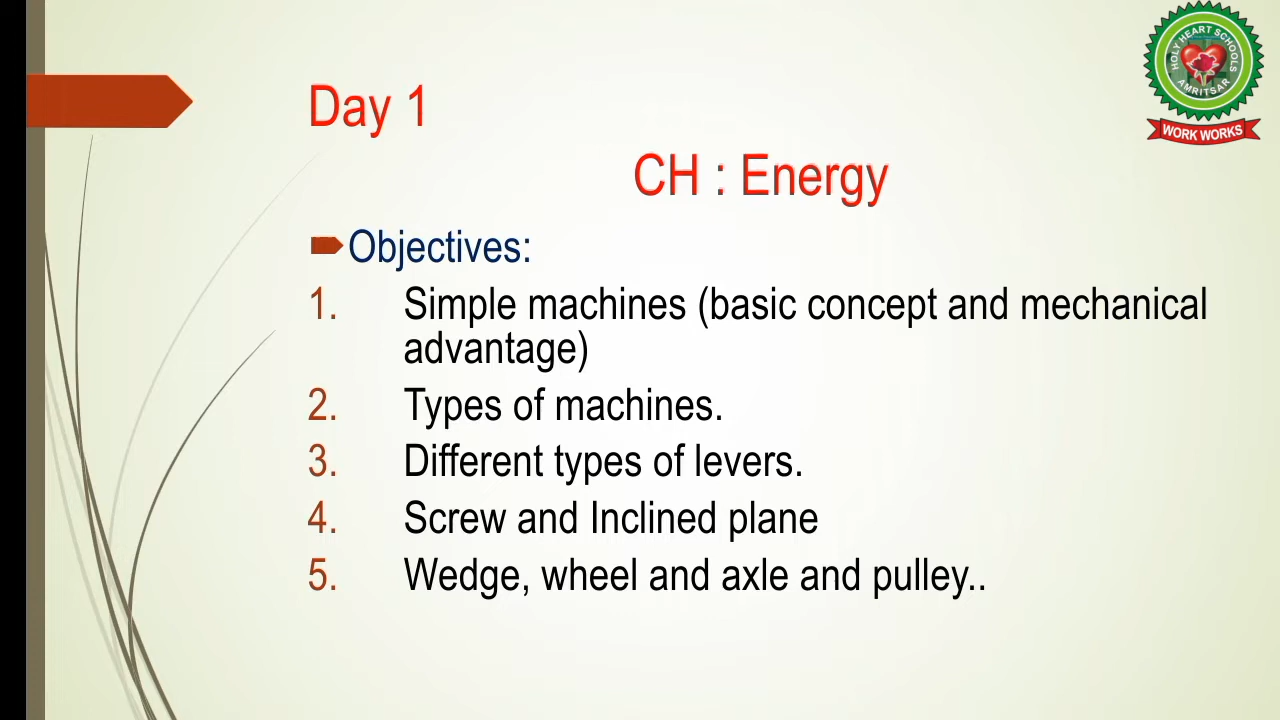 HOLY HEART SCHOOLS
AMRITSAR
WORK WORKS
Day 1
CH : Energy
Objectives:
1. Simple machines (basic concept and mechanical
advantage)
2. Types of machines.
3. Different types of levers.
4. Screw and Inclined plane
5. Wedge, wheel and axle and pulley..